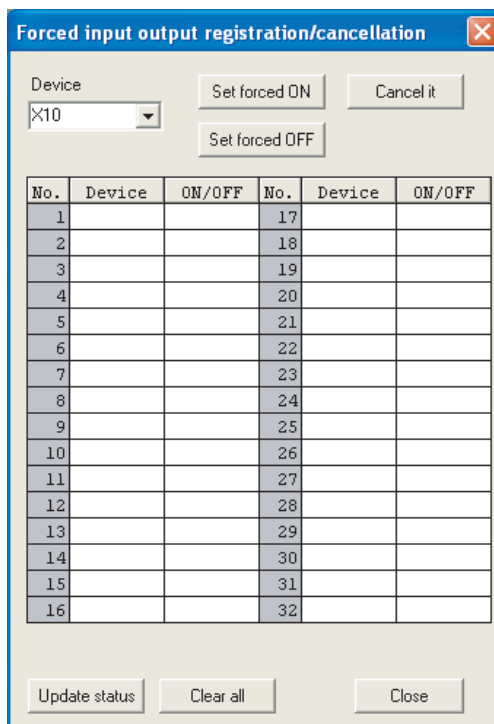 Forced input output registration/cancellation
Device
Set forced ON
Cancel it
X10
Set forced OFF
No. Device ON/OFF No. Device ON/OFF
1 17
2 18
3 19
4 20
5 21
6 22
7 23
8 24
9 25
10 26
11 27
12 28
13 29
14 30
15 31
16 32
Update status
Clear all
Close